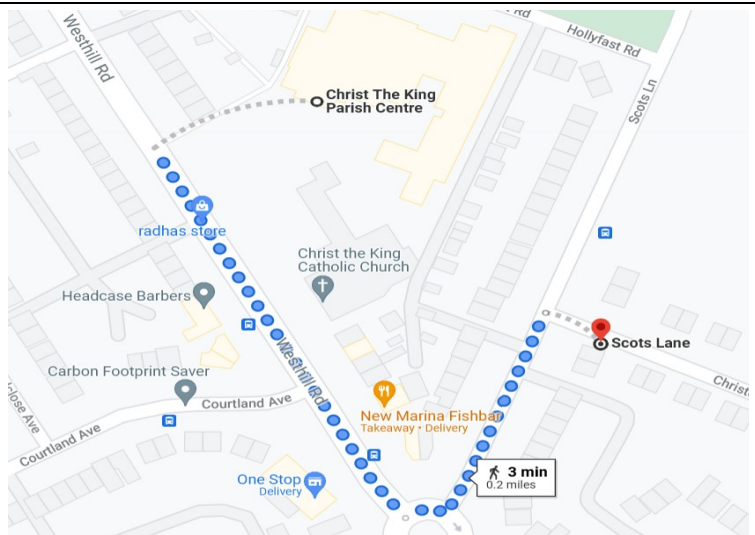 Rd
Hollyfast Rd
Westhill Rd
Scots Ln
Christ The King
Parish Centre
radhas store
Christ the King
Catholic Church
Headcase Barbers
Scots Lane
Westhill Rd
Carbon Footprint Saver
Christ
Courtland Ave
New Marina Fishbar
Takeaway • Delivery
close Ave
Courtland Ave
3 min
0.2 miles
One Stop
Delivery